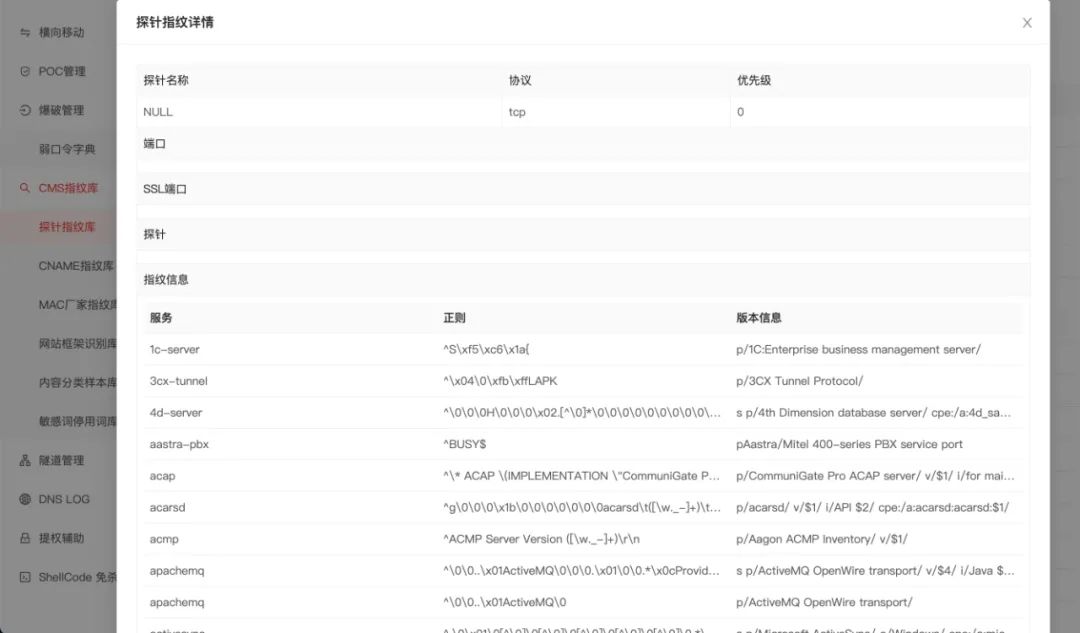 探针指纹详情
横向移动
POC管理
爆破管理
弱口令字典
CMS指纹库
探针指纹库
CNAME指纹库
MAC厂家指纹库
网站框架识别库
内容分类样本库
敏感词停用词库
隧道管理
DNS LOG
提权辅助
ShellCode 免杀
探针名称 协议 优先级
NULL tcp 0
端口
SSL端口
探针
指纹信息
服务 正则 版本信息
1c-server ^S\xf5\xc6\x1a{ p/1C:Enterprise business management server/
3cx-tunnel ^\x04\0\xfb\xffLAPK p/3CX Tunnel Protocol/
4d-server ^\0\0\0H\0\0\0\x02.[^\0]*\0\0\0\0\0\0\0\0\0\... s p/4th Dimension database server/ cpe:/a:4d_sa...
aastra-pbx ^BUSY$ pAastra/Mitel 400-series PBX service port
acap ^\* ACAP \(IMPLEMENTATION \"CommuniGate P... p/CommuniGate Pro ACAP server/ v/$1/ i/for mai...
acarsd ^g\0\0\0\x1b\0\0\0\0\0\0\0acarsd\t([\w._-]+)\t... p/acarsd/ v/$1/ i/API $2/ cpe:/a:acarsd:acarsd:$1/
acmp ^ACMP Server Version ([\w._-]+)\r\n p/Aagon ACMP Inventory/ v/$1/
apachemq ^\0\0..\x01ActiveMQ\0\0\0.\x01\0\0.*\x0cProvid... s p/ActiveMQ OpenWire transport/ v/$4/ i/Java $...
apachemq ^\0\0..\x01ActiveMQ\0 p/ActiveMQ OpenWire transport/